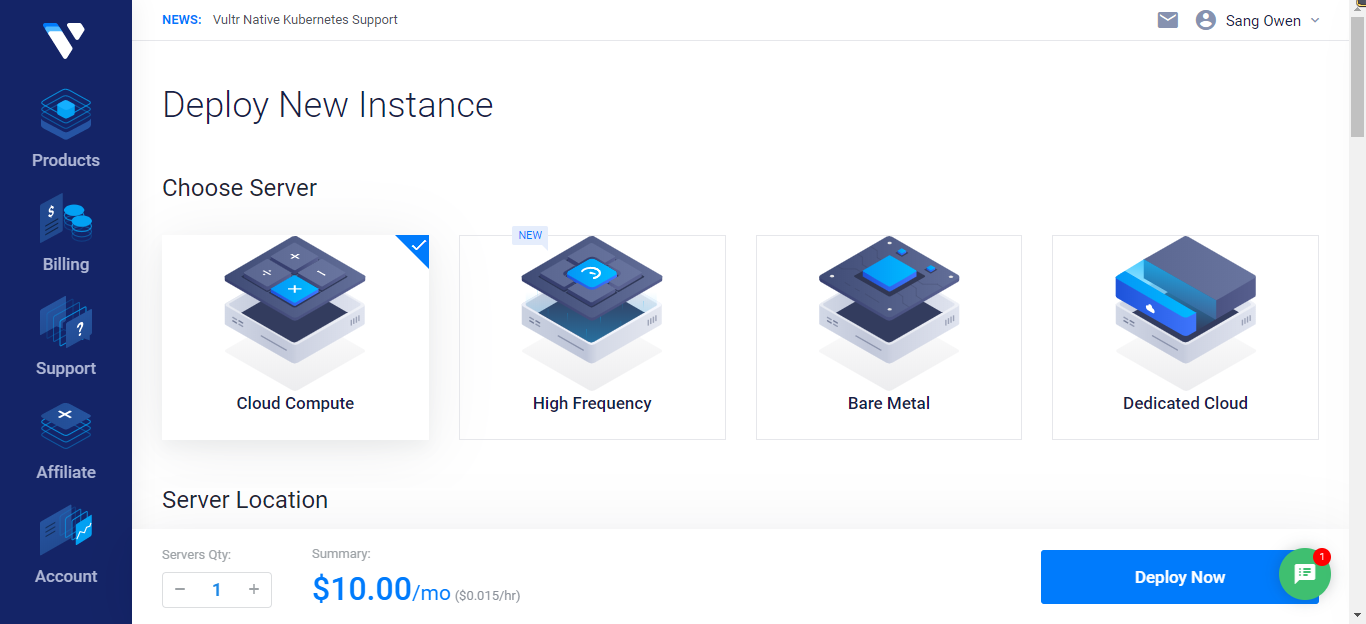 NEWS: Vultr Native Kubernetes Support
Sang Owen
Products
Billing
Support
Affiliate
Account
Deploy New Instance
Choose Server
NEW
Cloud Compute
High Frequency
Bare Metal
Dedicated Cloud
Server Location
Servers Qty:
− 1 +
Summary:
$10.00/mo ($0.015/hr)
Deploy Now
1